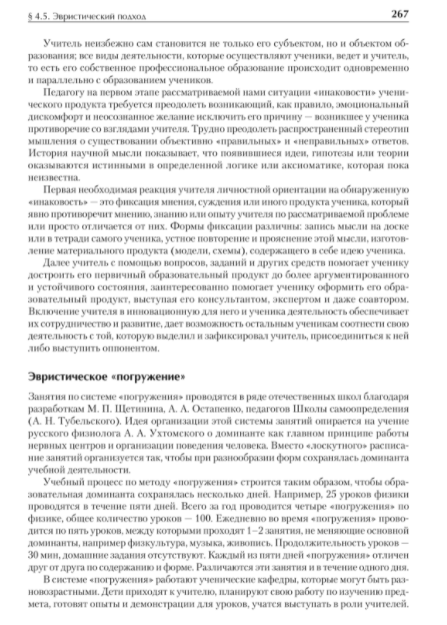 § 4.5. Эвристический подход
267
Учитель неизбежно сам становится не только его субъектом, но и объектом об-
разования; все виды деятельности, которые осуществляют ученики, ведет и учитель,
то есть его собственное профессиональное образование происходит одновременно
и параллельно с образованием учеников.
Педагогу на первом этапе рассматриваемой нами ситуации «инаковости» учени-
ческого продукта требуется преодолеть возникающий, как правило, эмоциональный
дискомфорт и неосознанное желание исключить его причину — возникшее у ученика
противоречие со взглядами учителя. Трудно преодолеть распространенный стереотип
мышления о существовании объективно «правильных» и «неправильных» ответов.
История научной мысли показывает, что появившиеся идеи, гипотезы или теории
оказываются истинными в определенной логике или аксиоматике, которая пока
неизвестна.
Первая необходимая реакция учителя личностной ориентации на обнаруженную
«инаковость» — это фиксация мнения, суждения или иного продукта ученика, который
явно противоречит мнению, знанию или опыту учителя по рассматриваемой проблеме
или просто отличается от них. Формы фиксации различны: запись мысли на доске
или в тетради самого ученика, устное повторение и прояснение этой мысли, изготов-
ление материального продукта (модели, схемы), содержащего в себе идею ученика.
Далее учитель с помощью вопросов, заданий и других средств помогает ученику
достроить его первичный образовательный продукт до более аргументированного
и устойчивого состояния, заинтересованно помогает ученику оформить его обра-
зовательный продукт, выступая его консультантом, экспертом и даже соавтором.
Включение учителя в инновационную для него и ученика деятельность обеспечивает
их сотрудничество и развитие, дает возможность остальным ученикам соотнести свою
деятельность с той, которую выделил и зафиксировал учитель, присоединиться к ней
либо выступить оппонентом.
Эвристическое «погружение»
Занятия по системе «погружения» проводятся в ряде отечественных школ благодаря
разработкам М. П. Щетинина, А. А. Остапенко, педагогов Школы самоопределения
(А. Н. Тубельского). Идея организации этой системы занятий опирается на учение
русского физиолога А. А. Ухтомского о доминанте как главном принципе работы
нервных центров и организации поведения человека. Вместо «лоскутного» расписа-
ние занятий организуется так, чтобы при разнообразии форм сохранялась доминанта
учебной деятельности.
Учебный процесс по методу «погружения» строится таким образом, чтобы обра-
зовательная доминанта сохранялась несколько дней. Например, 25 уроков физики
проводятся в течение пяти дней. Всего за год проводится четыре «погружения» по
физике, общее количество уроков — 100. Ежедневно во время «погружения» прово-
дится по пять уроков, между которыми проходят 1–2 занятия, не меняющие основной
доминанты, например физкультура, музыка, живопись. Продолжительность уроков —
30 мин, домашние задания отсутствуют. Каждый из пяти дней «погружения» отличен
друг от друга по содержанию и форме. Различаются эти занятия и в течение одного дня.
В системе «погружения» работают ученические кафедры, которые могут быть раз-
новозрастными. Дети приходят к учителю, планируют свою работу по изучению пред-
мета, готовят опыты и демонстрации для уроков, учатся выступать в роли учителей.